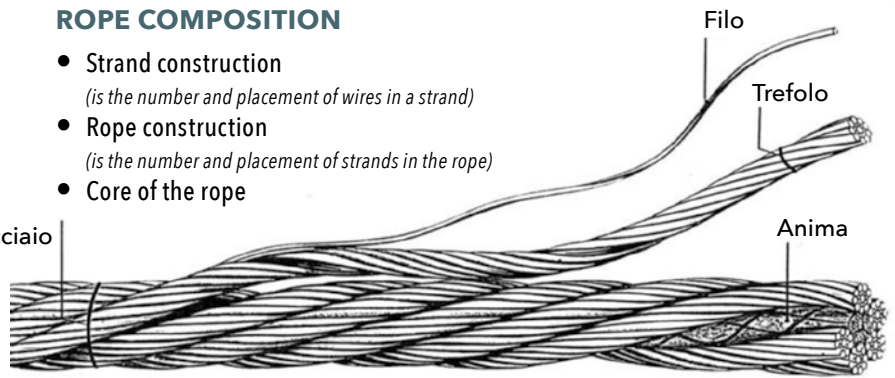 ROPE COMPOSITION
• Strand construction
(is the number and placement of wires in a strand)
• Rope construction
(is the number and placement of strands in the rope)
• Core of the rope
Filo
Trefolo
Anima
ciaio